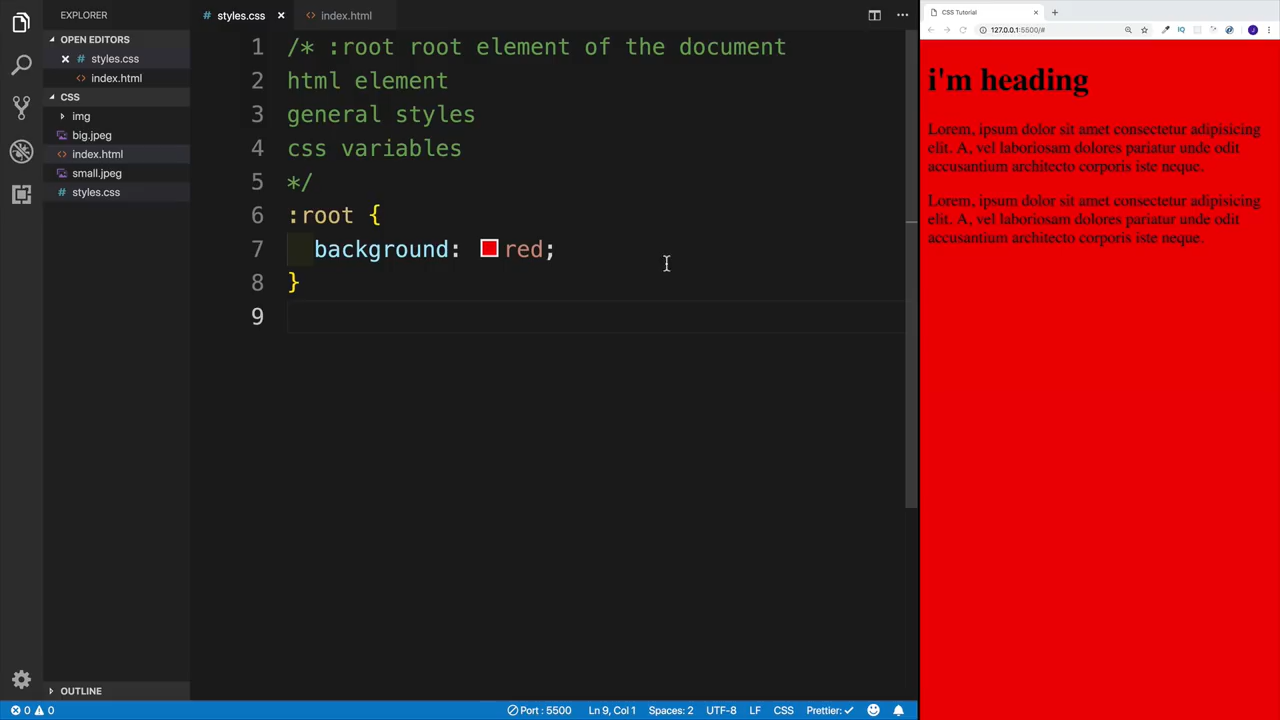 EXPLORER
OPEN EDITORS
styles.css
index.html
CSS
img
big.jpeg
index.html
small.jpeg
styles.css
OUTLINE
styles.css
index.html
1 /* :root root element of the document
2 html element
3 general styles
4 css variables
5 */
6 :root {
7 background: red;
8 }
9
0 0
Port : 5500
Ln 9, Col 1
Spaces: 2
UTF-8
LF
CSS
Prettier: ✓
CSS Tutorial
127.0.0.1:5500/#
i'm heading
Lorem, ipsum dolor sit amet consectetur adipisicing
elit. A, vel laboriosam dolores pariatur unde odit
accusantium architecto corporis iste neque.
Lorem, ipsum dolor sit amet consectetur adipisicing
elit. A, vel laboriosam dolores pariatur unde odit
accusantium architecto corporis iste neque.